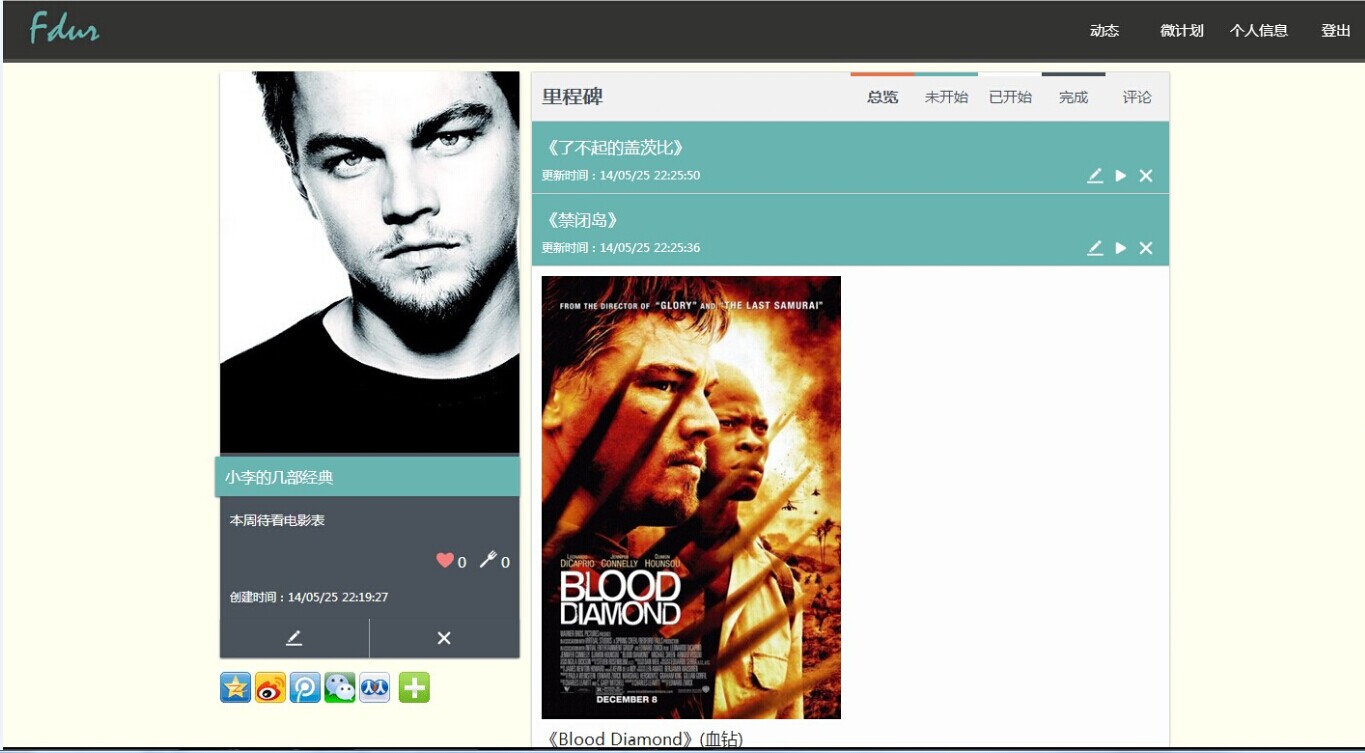 Fdur
动态 微计划 个人信息 登出
里程碑
总览 未开始 已开始 完成 评论
《了不起的盖茨比》
更新时间：14/05/25 22:25:50
《禁闭岛》
更新时间：14/05/25 22:25:36
FROM THE DIRECTOR OF "GLORY" AND "THE LAST SAMURAI"
LEONARDO DICAPRIO JENNIFER CONNELLY DJIMON HOUNSOU
BLOOD
DIAMOND
DECEMBER 8
《Blood Diamond》(血钻)
小李的几部经典
本周待看电影表
0 0
创建时间：14/05/25 22:19:27